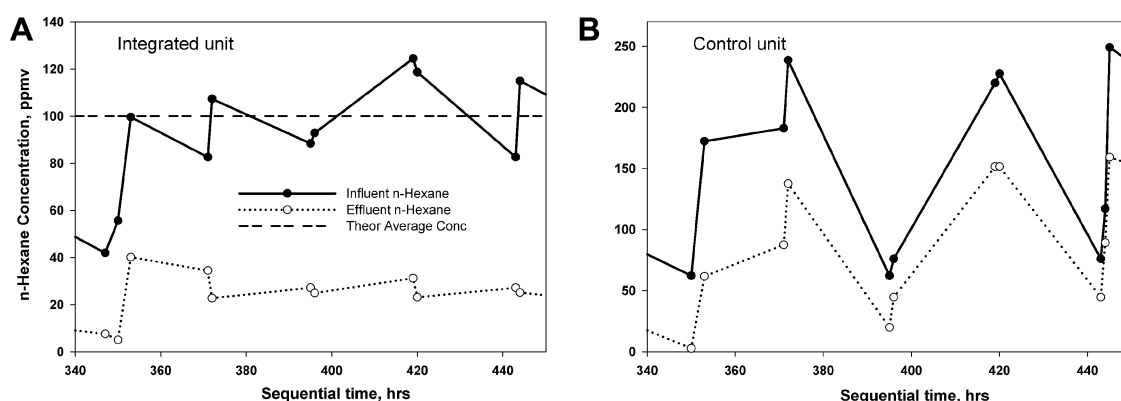 A
Integrated unit
n-Hexane Concentration, ppmv
140
120
100
80
60
40
20
0
Influent n-Hexane
Effluent n-Hexane
Theor Average Conc
340 360 380 400 420 440
Sequential time, hrs
B
Control unit
250
200
150
100
50
0
340 360 380 400 420 440
Sequential time, hrs